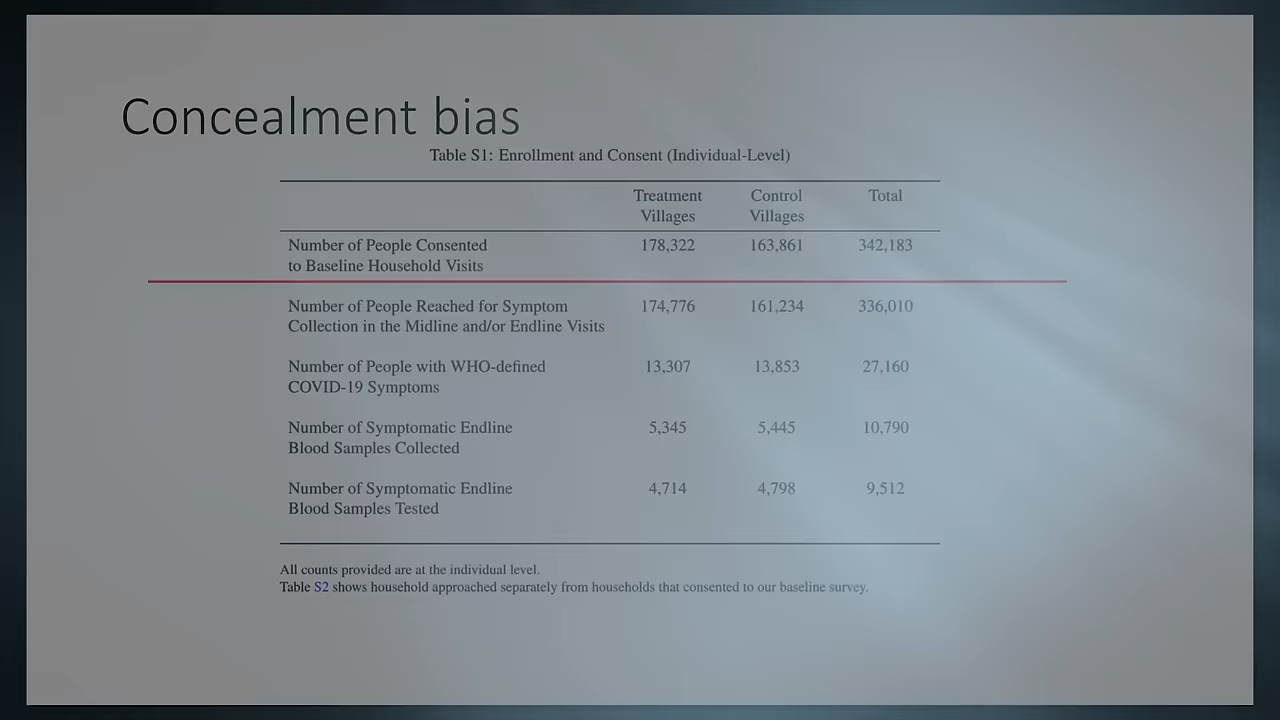 Concealment bias
Table S1: Enrollment and Consent (Individual-Level)
Treatment Control Total
Villages Villages
Number of People Consented 178,322 163,861 342,183
to Baseline Household Visits
Number of People Reached for Symptom 174,776 161,234 336,010
Collection in the Midline and/or Endline Visits
Number of People with WHO-defined 13,307 13,853 27,160
COVID-19 Symptoms
Number of Symptomatic Endline 5,345 5,445 10,790
Blood Samples Collected
Number of Symptomatic Endline 4,714 4,798 9,512
Blood Samples Tested
All counts provided are at the individual level.
Table S2 shows household approached separately from households that consented to our baseline survey.